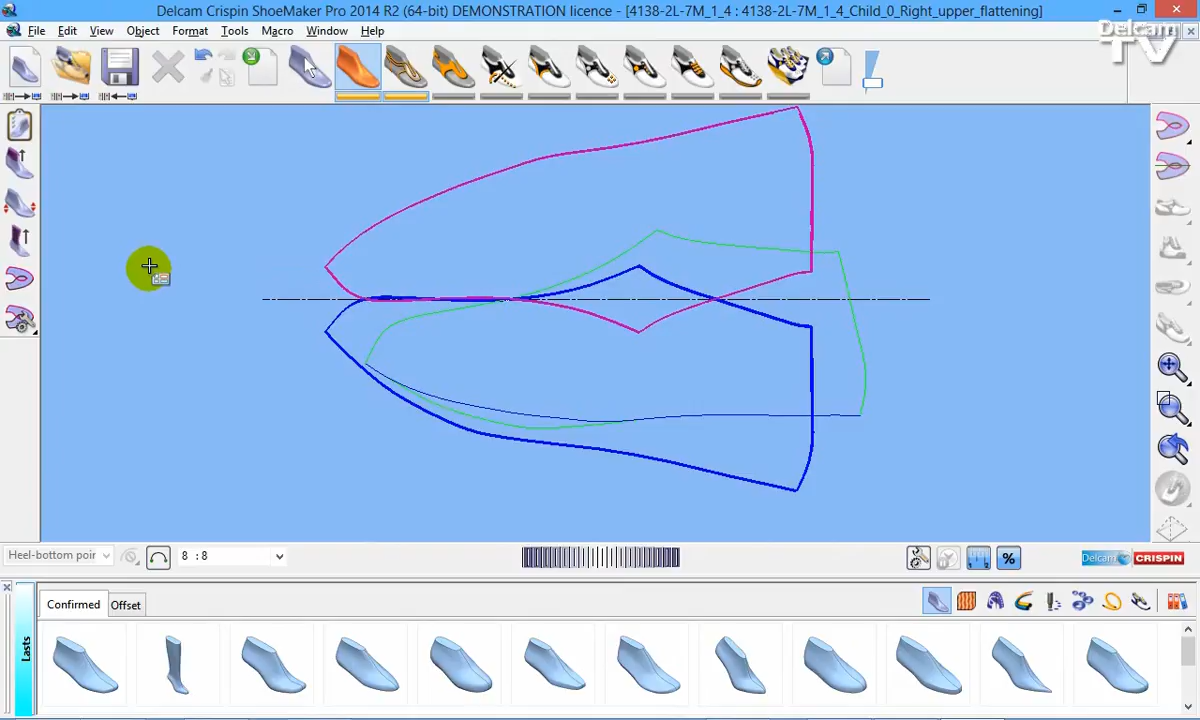 Delcam Crispin ShoeMaker Pro 2014 R2 (64-bit) DEMONSTRATION licence - [4138-2L-7M_1_4 : 4138-2L-7M_1_4_Child_0_Right_upper_flattening]
File Edit View Object Format Tools Macro Window Help
Delcam
TV
Heel-bottom poir
8 :8
%
Delcam CRISPIN
Confirmed Offset
Lasts